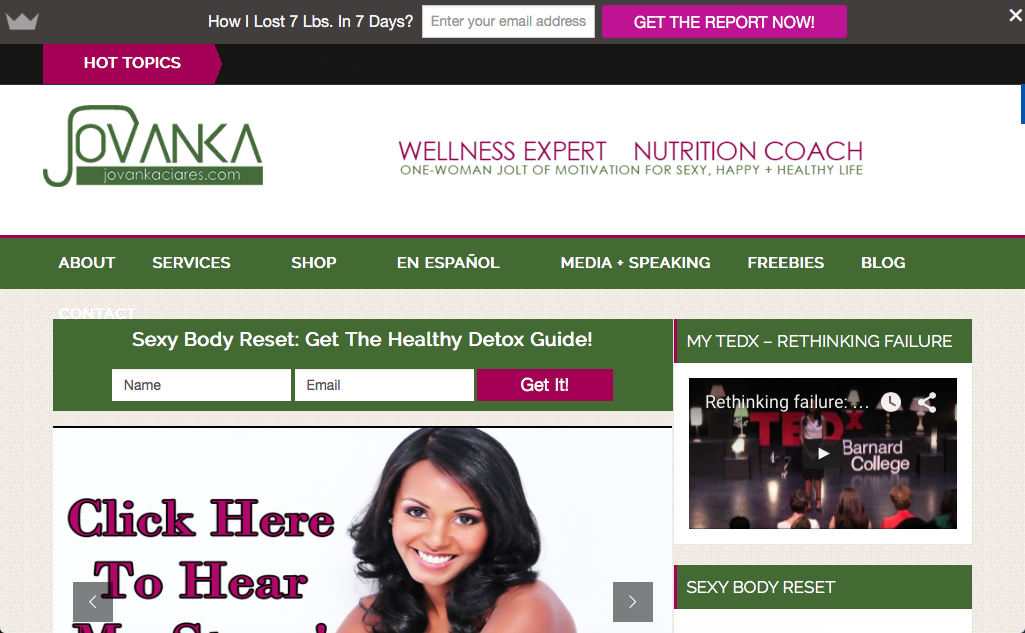 How I Lost 7 Lbs. In 7 Days?
Enter your email address
GET THE REPORT NOW!
HOT TOPICS
JOVANKA
jovankaciares.com
WELLNESS EXPERT NUTRITION COACH
ONE-WOMAN JOLT OF MOTIVATION FOR SEXY, HAPPY + HEALTHY LIFE
ABOUT SERVICES SHOP EN ESPAÑOL MEDIA + SPEAKING FREEBIES BLOG
CONTACT
Sexy Body Reset: Get The Healthy Detox Guide!
Name
Email
Get It!
Click Here
To Hear
My Story!
MY TEDX – RETHINKING FAILURE
Rethinking failure: ...
TEDx
Barnard
College
SEXY BODY RESET